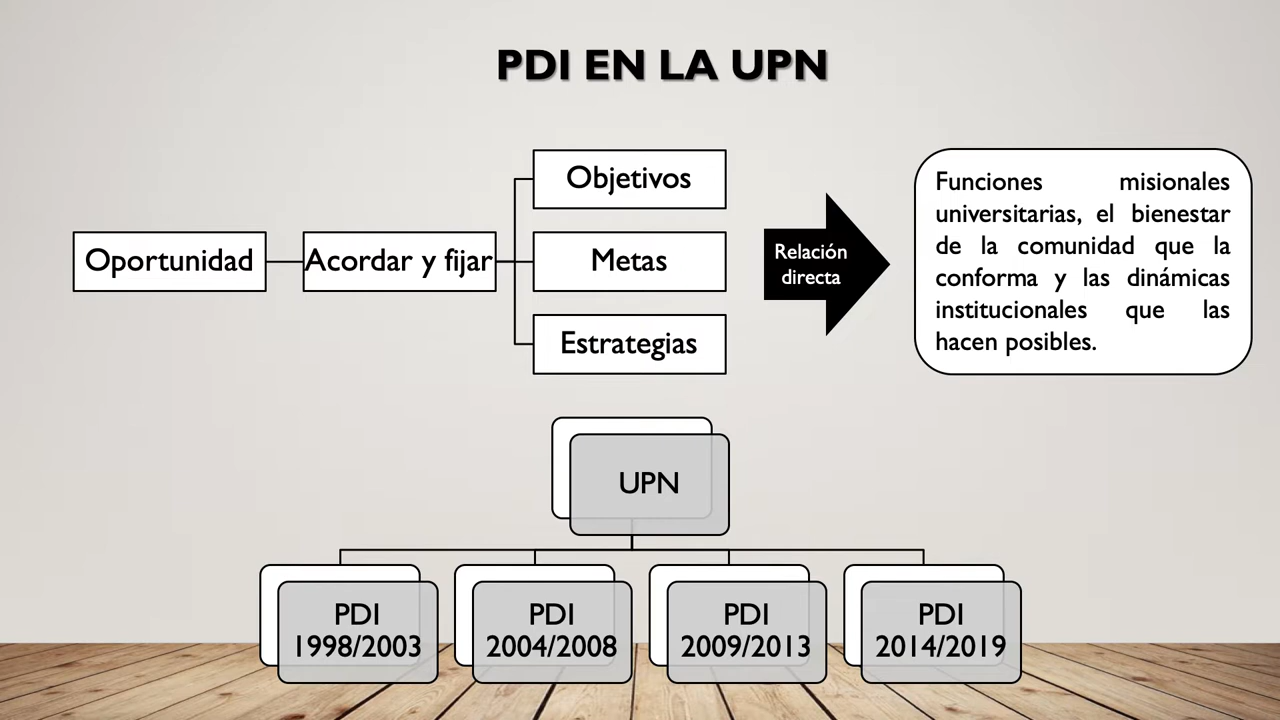 PDI EN LA UPN
Oportunidad
Acordar y fijar
Objetivos
Metas
Estrategias
Relación
directa
Funciones misionales
universitarias, el bienestar
de la comunidad que la
conforma y las dinámicas
institucionales que las
hacen posibles.
UPN
PDI
1998/2003
PDI
2004/2008
PDI
2009/2013
PDI
2014/2019